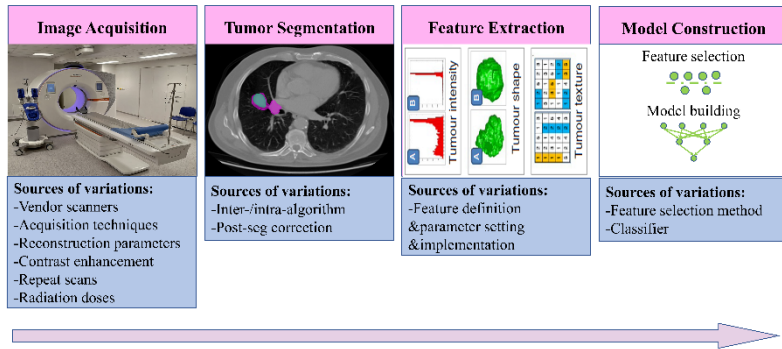 Image Acquisition
Sources of variations:
-Vendor scanners
-Acquisition techniques
-Reconstruction parameters
-Contrast enhancement
-Repeat scans
-Radiation doses
Tumor Segmentation
Sources of variations:
-Inter-/intra-algorithm
-Post-seg correction
Feature Extraction
A
B
Tumour intensity
A
B
Tumour shape
Tumour texture
Sources of variations:
-Feature definition
&parameter setting
&implementation
Model Construction
Feature selection
Model building
Sources of variations:
-Feature selection method
-Classifier